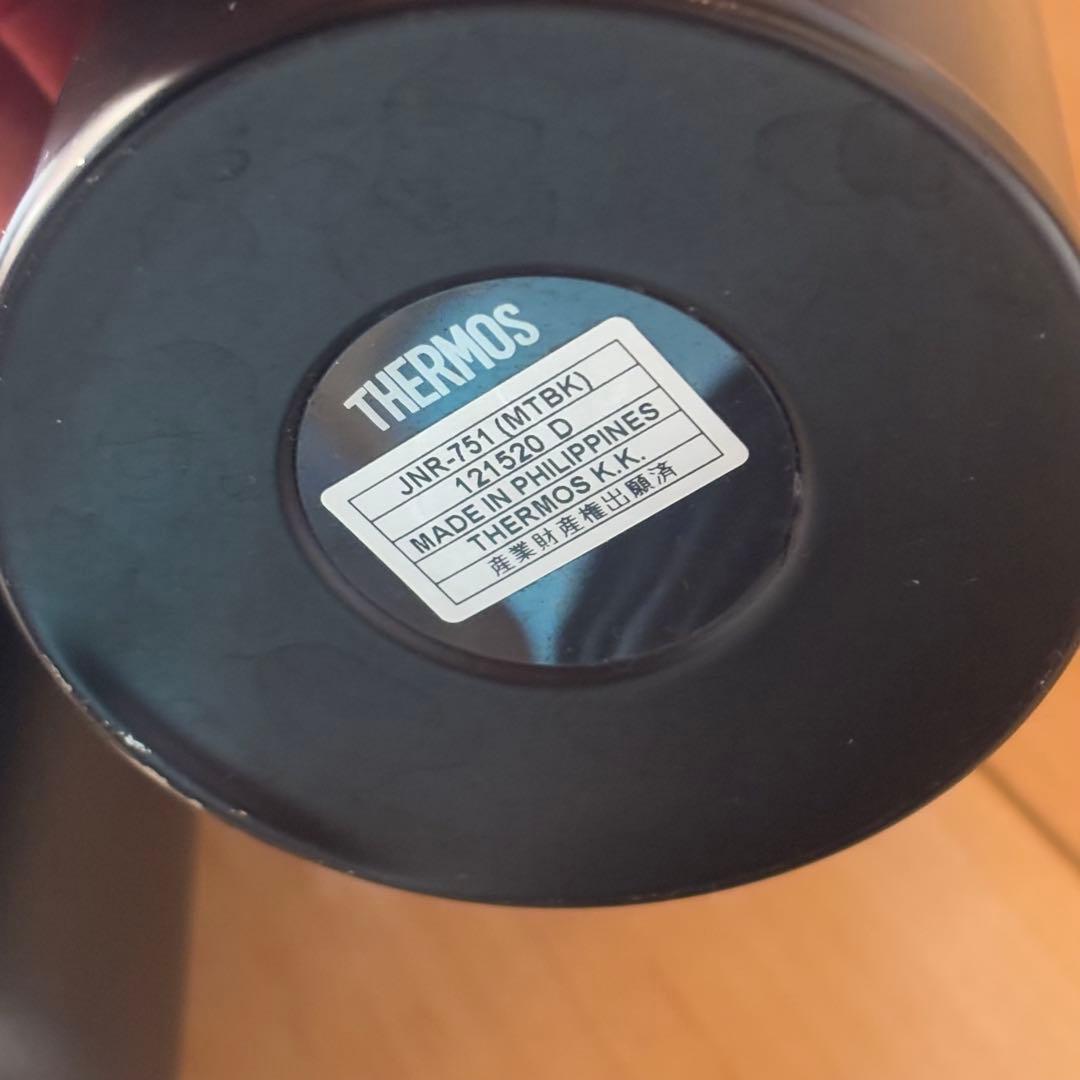 THERMOS
JNR-751 (MTBK)
121520 D
MADE IN PHILIPPINES
THERMOS K.K.
産業財産権出願済